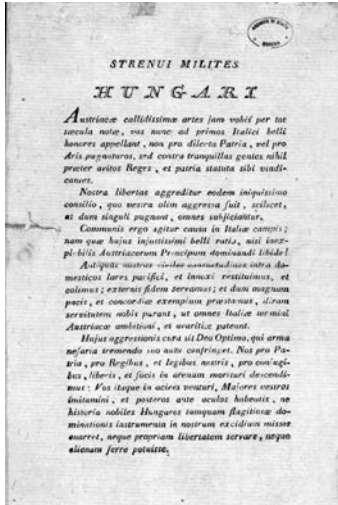 STRENUI MILITES
HUNGARI
Austriacæ callidissimæ artes jam vobis per tot
sæcula notæ, vos nunc ad primos Italici belli
honores appellant, non pro dilecta Patria, vel pro
Aris pugnaturos, sed contra tranquillas gentes nihil
præter avitos Reges, et patria statuta sibi vindi-
cantes.
Nostra libertas aggreditur eodem iniquissimo
consilio, quo vestra olim aggressa fuit, scilicet,
ut dum singuli pugnant, omnes subjiciantur.
Communis ergo agitur causa in Italiæ campis;
nam quæ hujus injustissimi belli ratio, nisi inex-
plebilis Austriacorum Principum dominandi libido!
Antiquas nostras civiles consuetudines intra do-
mesticos lares pacifici, et innoxi restituimus, et
colimus; externis fidem servamus; et dum magnum
pacis, et concordiæ exemplum præstamus, diram
servitutem nobis parant, ut omnes Italiæ termini
Austriacæ ambitioni, et avaritiæ pateant.
Hujus aggressionis cura sit Deo Optimo, qui arma
nefaria tremendo suo nutu confringet. Nos pro Pa-
tria, pro Regibus, et legibus nostris, pro conjugi-
bus, liberis, et focis in arenam morituri descendi-
mus: Vos itaque in aciem venturi, Majores vestros
imitamini, et posteros ante oculos habentes, ne
historia nobiles Hungaros tamquam flagitiosæ do-
minationis instrumenta in nostrum excidium missos
enarret, neque propriam libertatem servare, neque
alienam ferre potuisse.